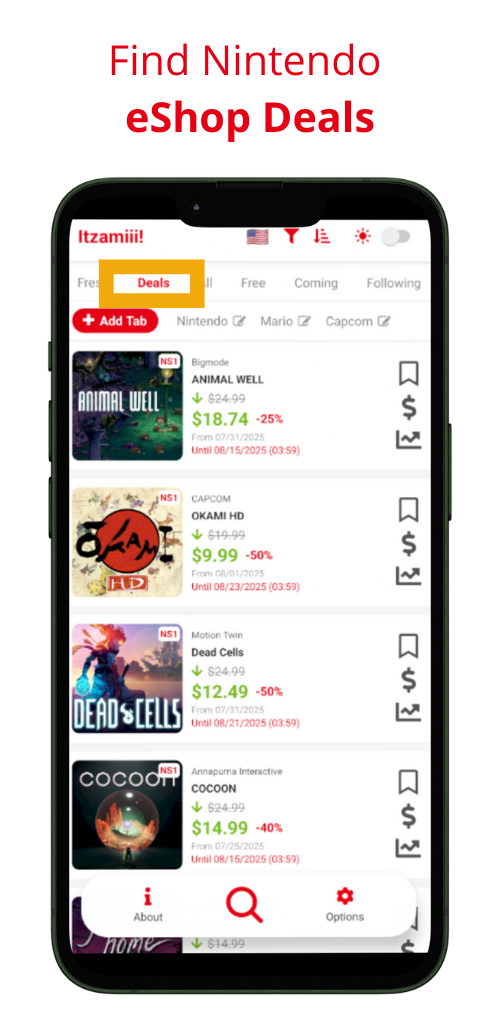 Find Nintendo
eShop Deals
Itzamiii!
Deals
Free
Coming
Following
+ Add Tab
Nintendo
Mario
Capcom
ANIMAL WELL
NS1
Bigmode
ANIMAL WELL
$24.99
$18.74 -25%
From 07/31/2025
Until 08/15/2025 (03:59)
OKAMI
HD
NS1
CAPCOM
OKAMI HD
$19.99
$9.99 -50%
From 08/01/2025
Until 08/23/2025 (03:59)
DEAD CELLS
NS1
Motion Twin
Dead Cells
$24.99
$12.49 -50%
From 07/31/2025
Until 08/21/2025 (03:59)
COCOON
NS1
Annapurna Interactive
COCOON
$24.99
$14.99 -40%
From 07/25/2025
Until 08/15/2025 (03:59)
home
$14.99
About
Options